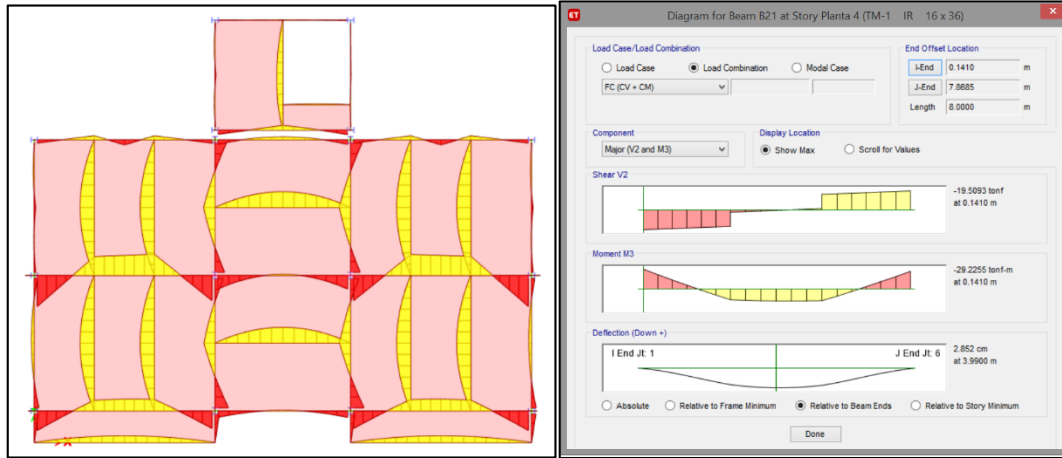 ET Diagram for Beam B21 at Story Planta 4 (TM-1 IR 16 x 36) X
Load Case/Load Combination
Load Case Load Combination Modal Case
FC (CV + CM)
End Offset Location
I-End 0.1410 m
J-End 7.8685 m
Length 8.0000 m
Component
Major (V2 and M3)
Display Location
Show Max Scroll for Values
Shear V2
-19.5093 tonf
at 0.1410 m
Moment M3
-29.2255 tonf-m
at 0.1410 m
Deflection (Down +)
I End Jt: 1 J End Jt: 6
2.852 cm
at 3.9900 m
Absolute Relative to Frame Minimum Relative to Beam Ends Relative to Story Minimum
Done
X